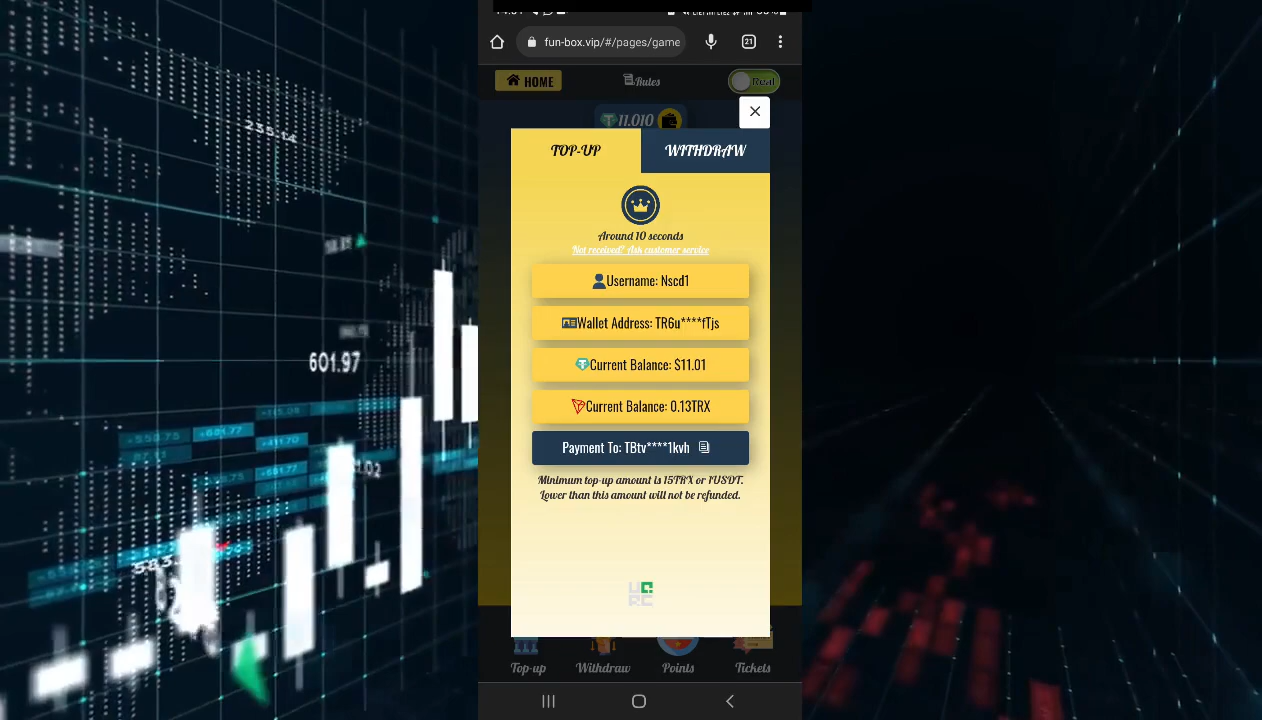 fun-box.vip/#/pages/game
21
HOME
Rules
Real
11.010
TOP-UP
WITHDRAW
Around 10 seconds
Not received? Ask customer service
Username: Nscd1
Wallet Address: TR6u****fTjs
Current Balance: $11.01
Current Balance: 0.13TRX
Payment To: TBtv****1kvh
Minimum top-up amount is 15TRX or 1USDT.
Lower than this amount will not be refunded.
Top-up
Withdraw
Points
Tickets
235.14
601.97